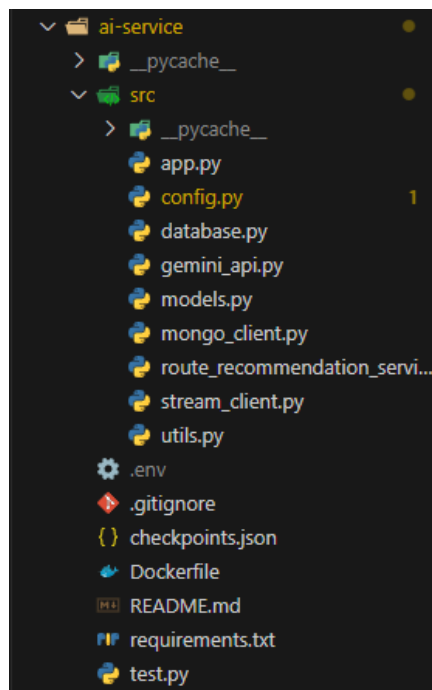 ai-service
__pycache__
src
__pycache__
app.py
config.py 1
database.py
gemini_api.py
models.py
mongo_client.py
route_recommendation_servi...
stream_client.py
utils.py
.env
.gitignore
{} checkpoints.json
Dockerfile
M↓ README.md
PIP requirements.txt
test.py